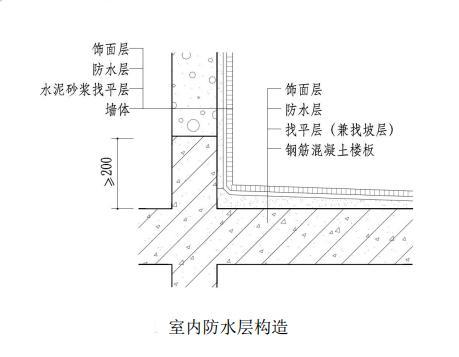 饰面层
防水层
水泥砂浆找平层
墙体
饰面层
防水层
找平层（兼找坡层）
钢筋混凝土楼板
≥200
室内防水层构造